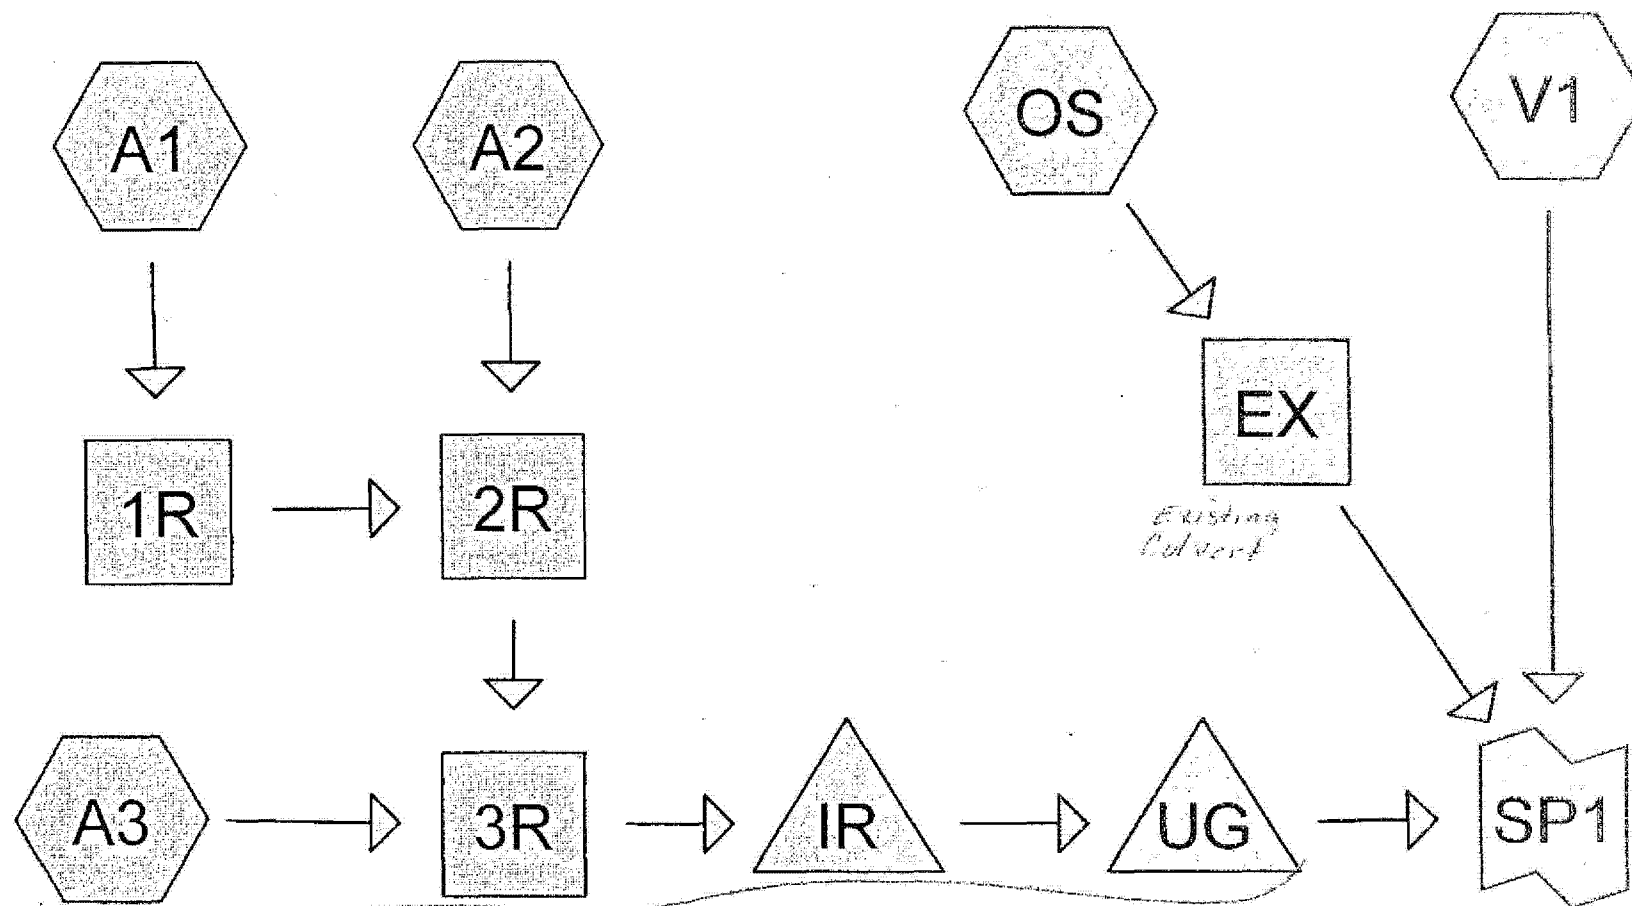 A1
A2
OS
V1
EX
1R
2R
Existing
Culvert
A3
3R
IR
UG
SP1